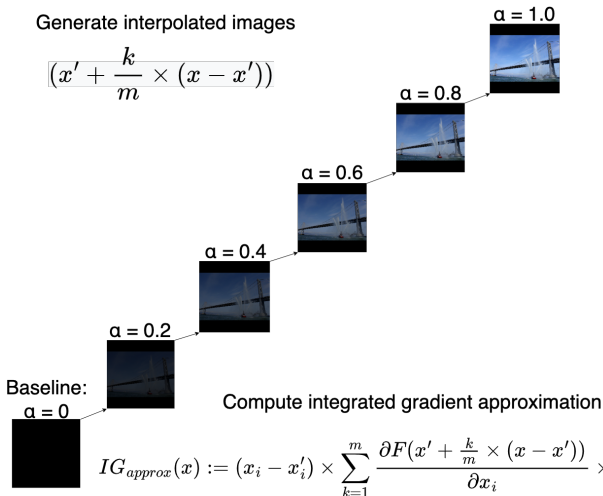 Generate interpolated images
(x′ + k/m × (x − x′))
α = 1.0
α = 0.8
α = 0.6
α = 0.4
α = 0.2
Baseline:
α = 0
Compute integrated gradient approximation
IG_approx(x) := (x_i − x′_i) × ∑_{k=1}^{m} ∂F(x′ + k/m × (x − x′)) / ∂x_i ×